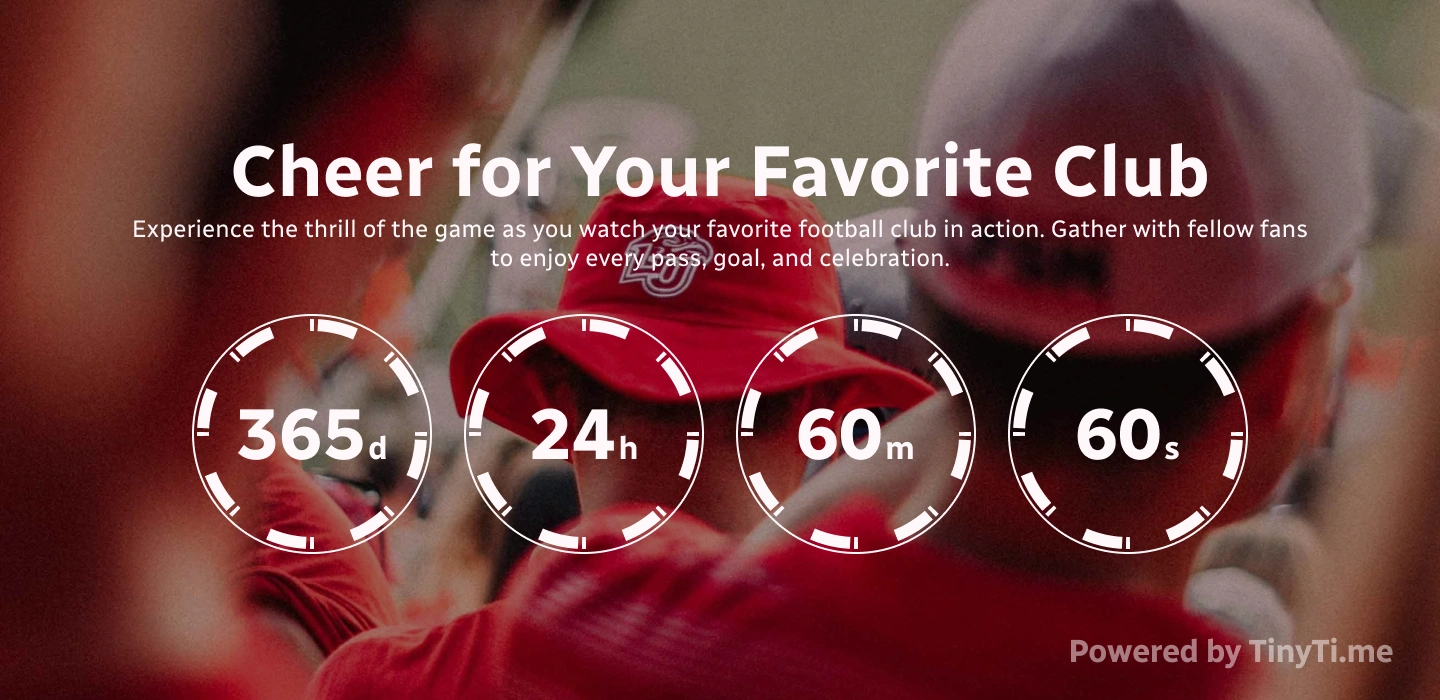 Cheer for Your Favorite Club
Experience the thrill of the game as you watch your favorite football club in action. Gather with fellow fans
to enjoy every pass, goal, and celebration.
LU
365d 24h 60m 60s
Powered by TinyTi.me